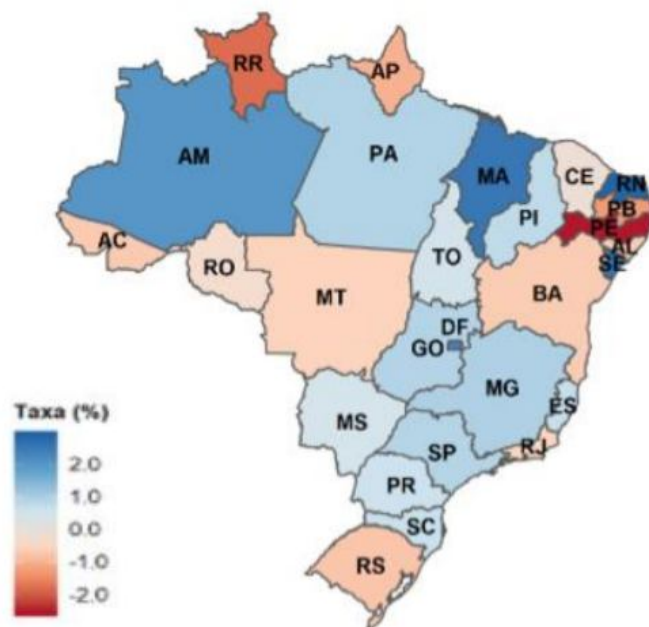 RR
AP
AM
PA
MA
CE
RN
PB
PI
PE
AL
SE
AC
RO
TO
BA
MT
DF
GO
MG
ES
MS
SP
RJ
PR
SC
RS
Taxa (%)
2.0
1.0
0.0
-1.0
-2.0